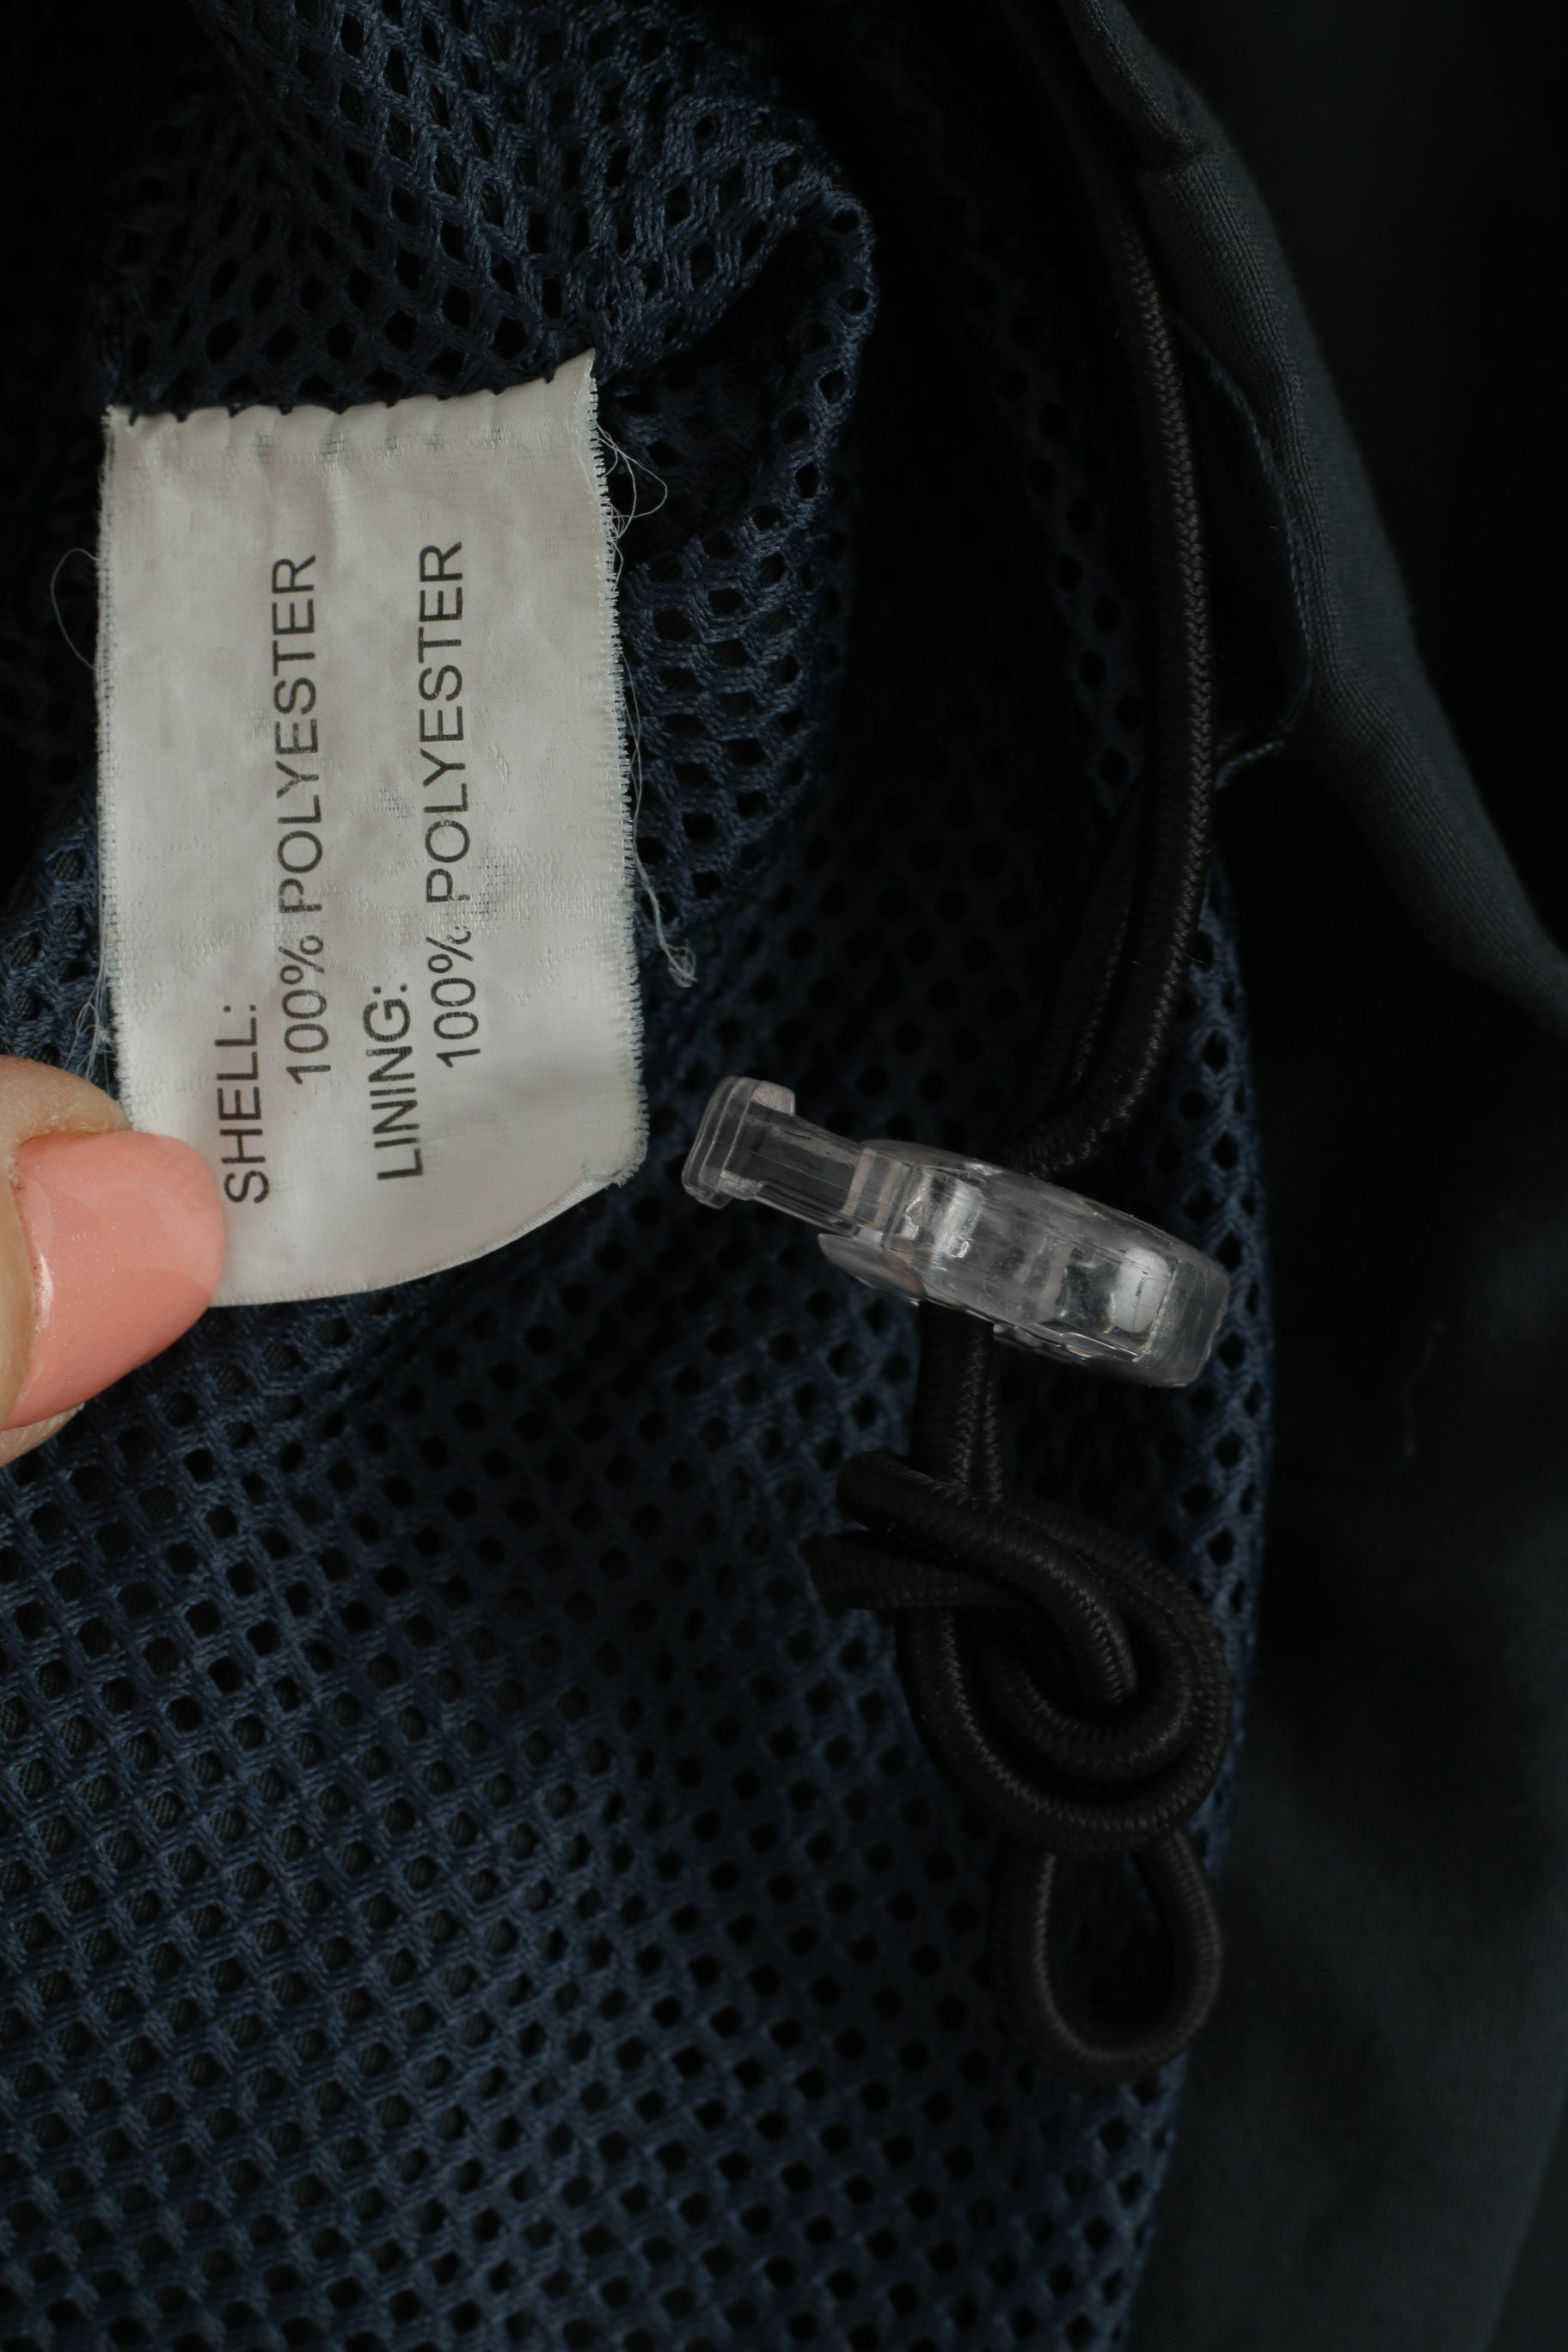 SHELL:
100% POLYESTER
LINING:
100% POLYESTER